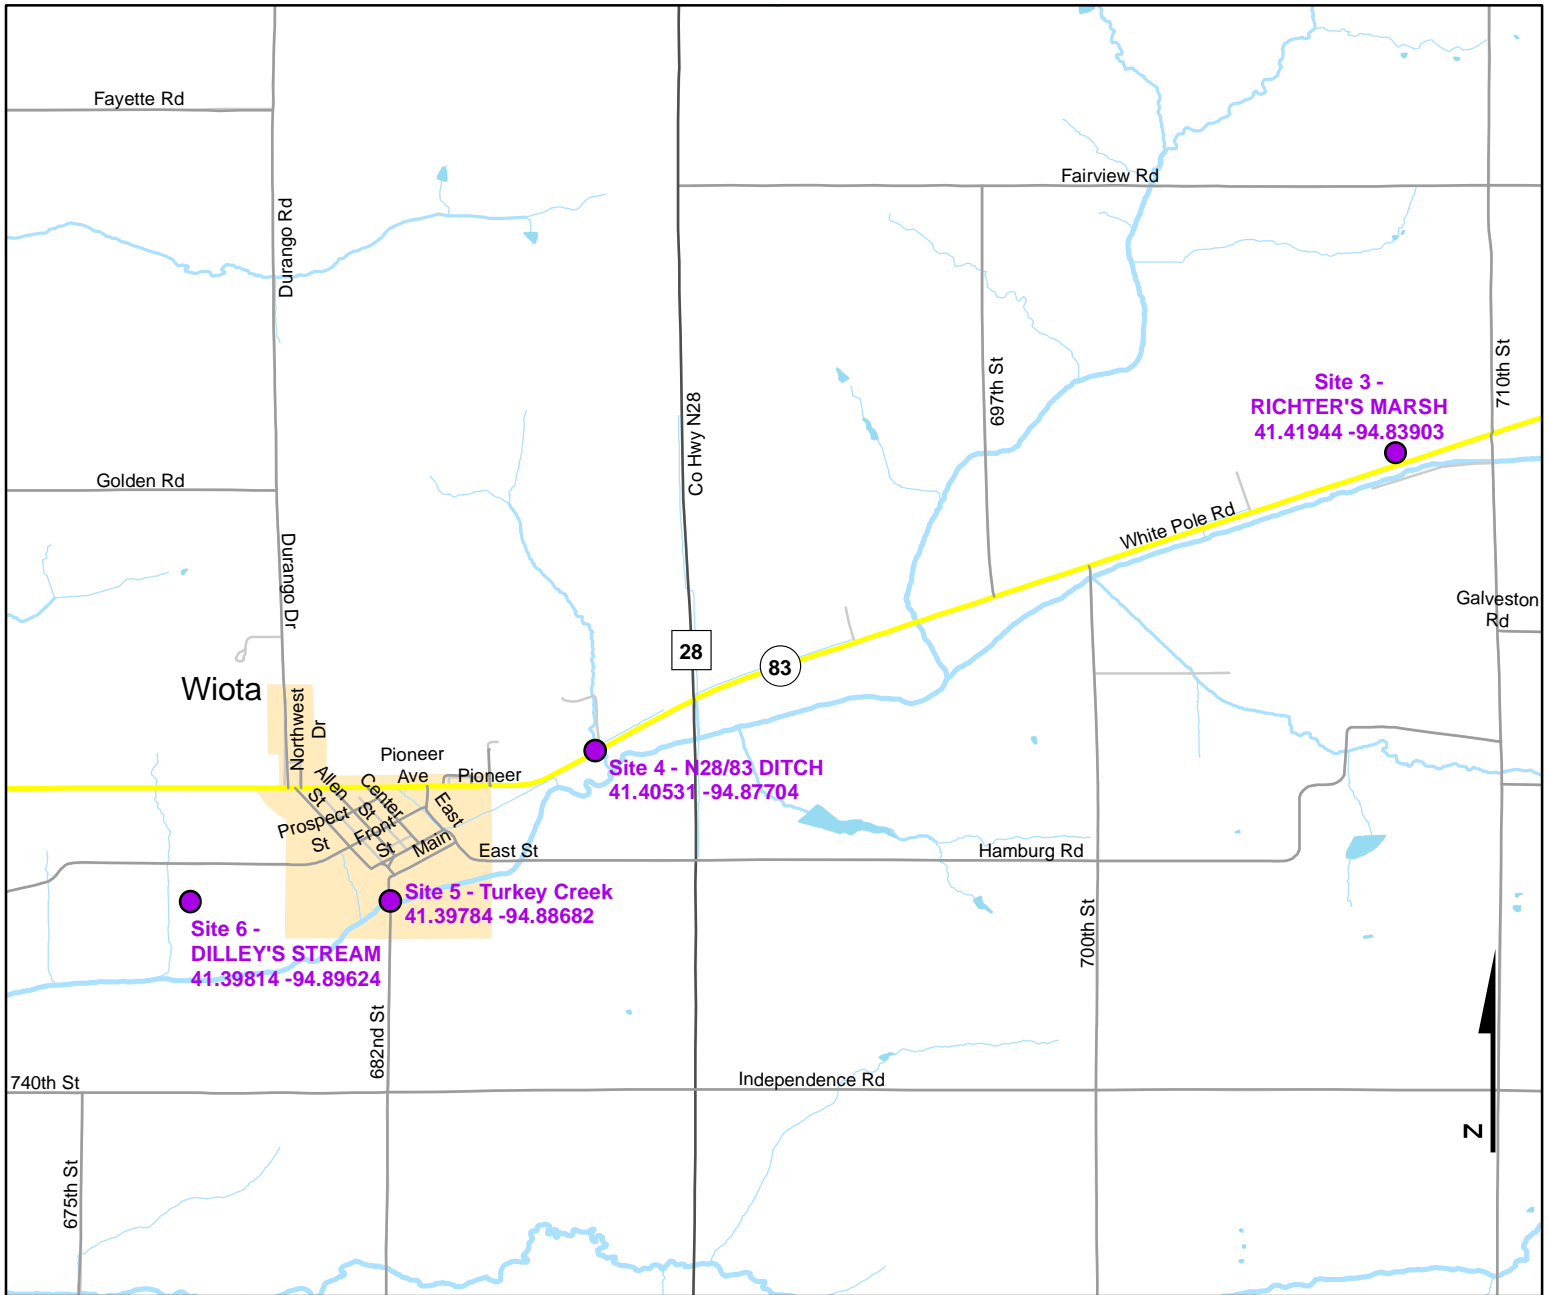 Fayette Rd
Fairview Rd
Durango Rd
697th St
710th St
Site 3 -
RICHTER'S MARSH
41.41944 -94.83903
Co Hwy N28
Golden Rd
White Pole Rd
Durango Dr
Galveston
Rd
28
83
Wiota
Northwest
Dr
Pioneer
Ave
Pioneer
Allen
St
Center
St
East
Prospect
St
Front
St
Main
East St
Site 4 - N28/83 DITCH
41.40531 -94.87704
Hamburg Rd
Site 5 - Turkey Creek
41.39784 -94.88682
Site 6 -
DILLEY'S STREAM
41.39814 -94.89624
700th St
682nd St
740th St
Independence Rd
675th St
N